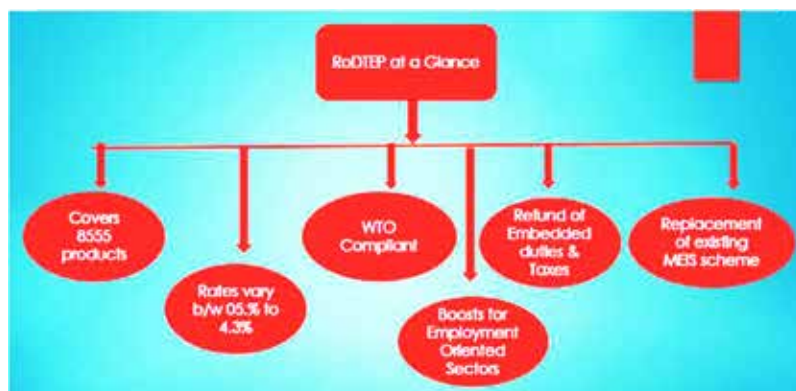 RoDTEP at a Glance
Covers
8555
products
Rates vary
b/w 05.% to
4.3%
WTO
Compliant
Boosts for
Employment
Oriented
Sectors
Refund of
Embedded
duties &
Taxes
Replacement
of existing
MEIS scheme